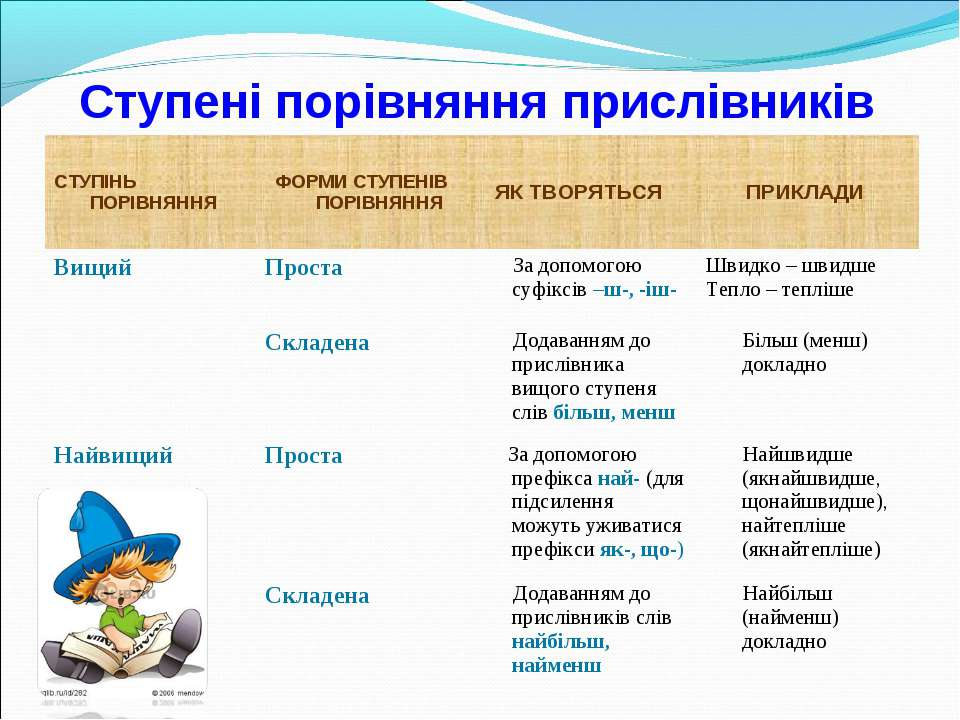 Ступені порівняння прислівників
СТУПІНЬ
ПОРІВНЯННЯ
ФОРМИ СТУПЕНІВ
ПОРІВНЯННЯ
ЯК ТВОРЯТЬСЯ
ПРИКЛАДИ
Вищий
Проста
За допомогою
суфіксів –ш-, -іш-
Швидко – швидше
Тепло – тепліше
Складена
Додаванням до
прислівника
вищого ступеня
слів більш, менш
Більш (менш)
докладно
Найвищий
Проста
За допомогою
префікса най- (для
підсилення
можуть уживатися
префікси як-, що-)
Найшвидше
(якнайшвидше,
щонайшвидше),
найтепліше
(якнайтепліше)
Складена
Додаванням до
прислівників слів
найбільш,
найменш
Найбільш
(найменш)
докладно
qlib.ru/id/282
© 2006 mendow